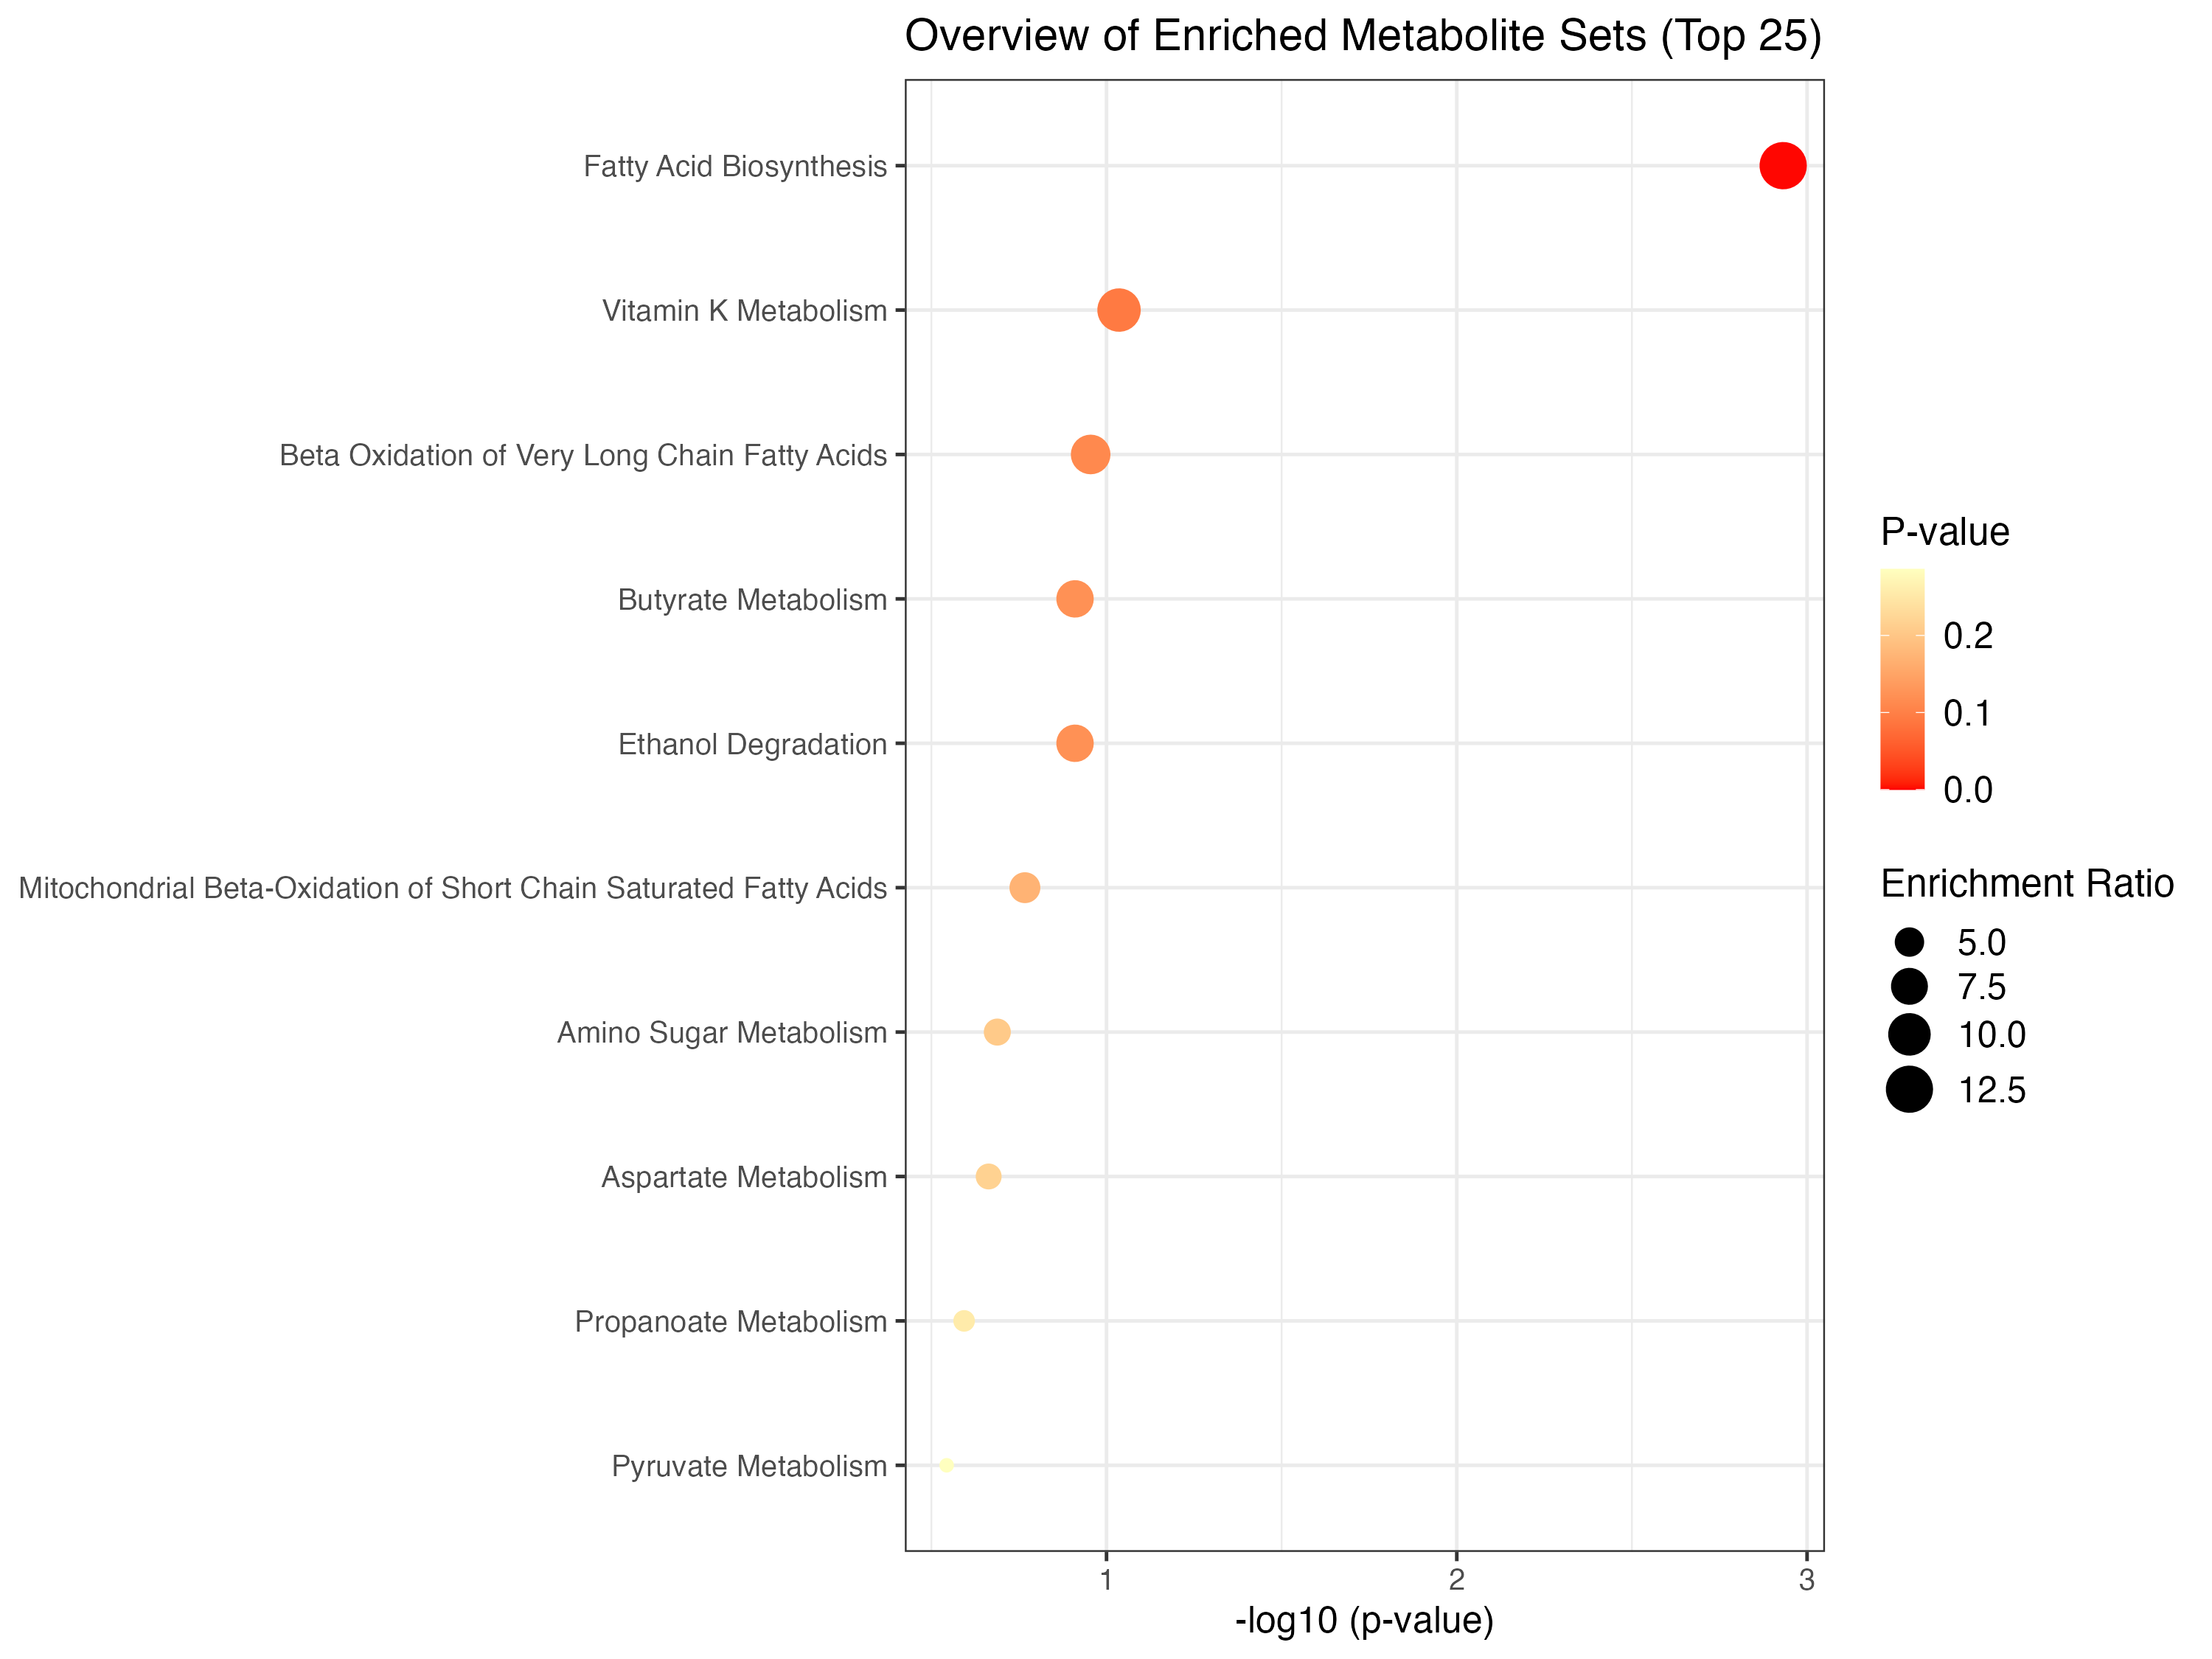 Overview of Enriched Metabolite Sets (Top 25)
Fatty Acid Biosynthesis
Vitamin K Metabolism
Beta Oxidation of Very Long Chain Fatty Acids
Butyrate Metabolism
Ethanol Degradation
Mitochondrial Beta-Oxidation of Short Chain Saturated Fatty Acids
Amino Sugar Metabolism
Aspartate Metabolism
Propanoate Metabolism
Pyruvate Metabolism
1 2 3
-log10 (p-value)
P-value
0.2
0.1
0.0
Enrichment Ratio
5.0
7.5
10.0
12.5